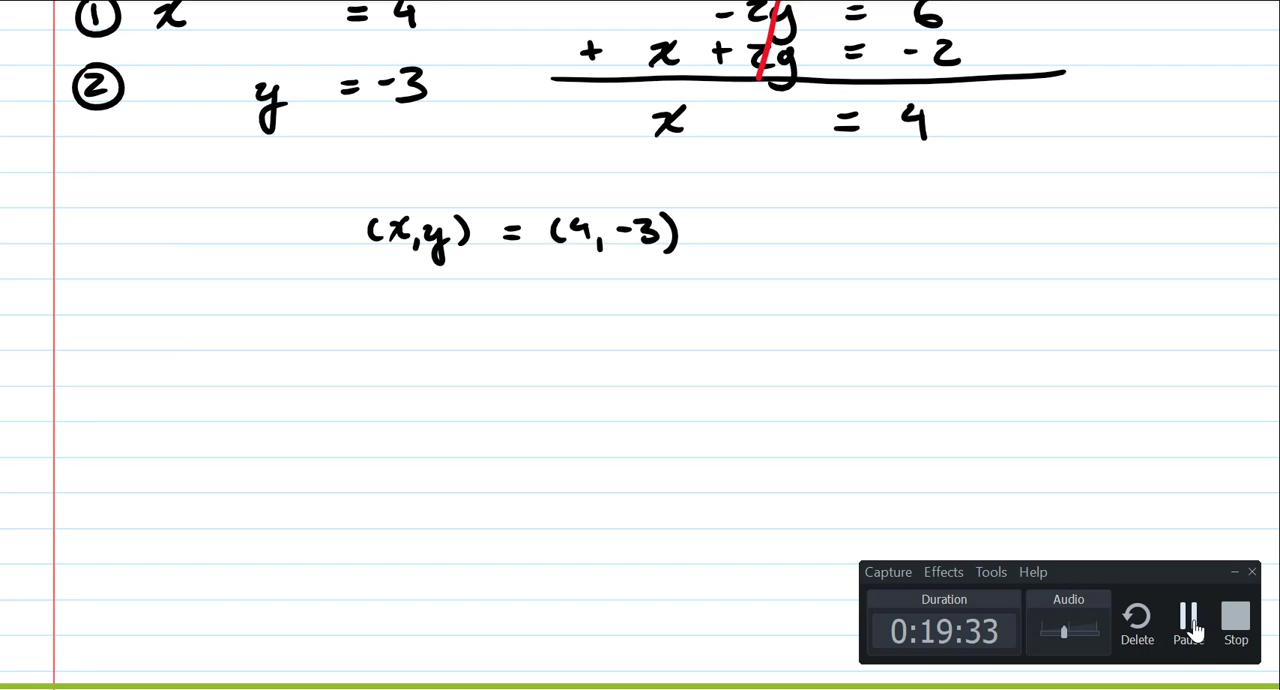 ① x = 4
-2y = 6
+ x + 2y = -2
② y = -3
x = 4
(x,y) = (4, -3)
Capture Effects Tools Help
Duration Audio
0:19:33
Delete Pause Stop